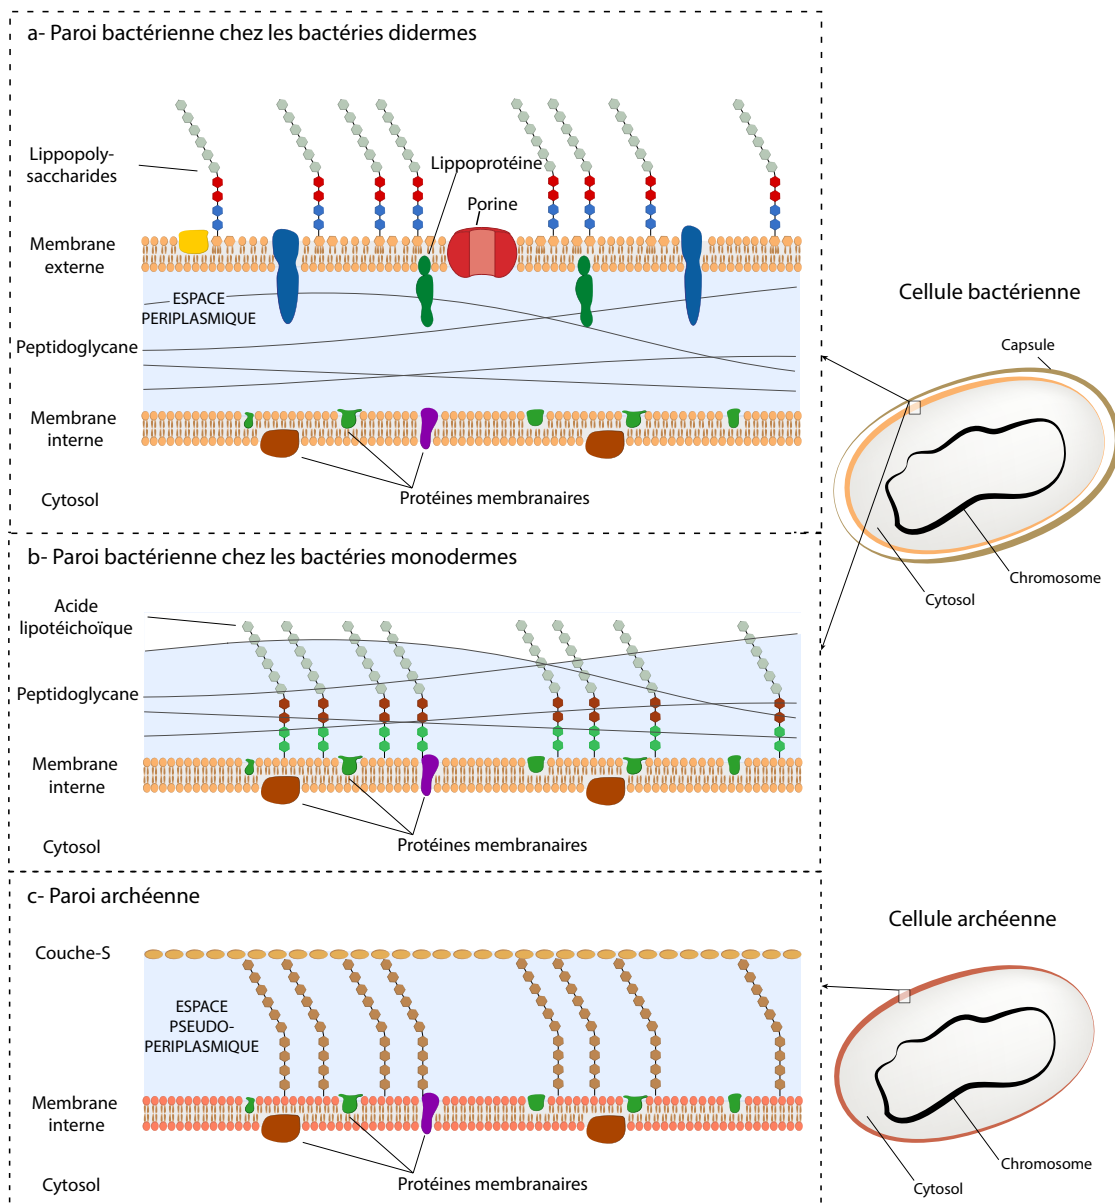 a- Paroi bactérienne chez les bactéries didermes
Lippopoly-
saccharides
Lippoprotéine
Porine
Membrane
externe
ESPACE
PERIPLASMIQUE
Peptidoglycane
Membrane
interne
Protéines membranaires
Cytosol
Cellule bactérienne
Capsule
Chromosome
Cytosol
b- Paroi bactérienne chez les bactéries monodermes
Acide
lipotéichoïque
Peptidoglycane
Membrane
interne
Protéines membranaires
Cytosol
c- Paroi archéenne
Couche-S
ESPACE
PSEUDO-
PERIPLASMIQUE
Membrane
interne
Protéines membranaires
Cytosol
Cellule archéenne
Chromosome
Cytosol